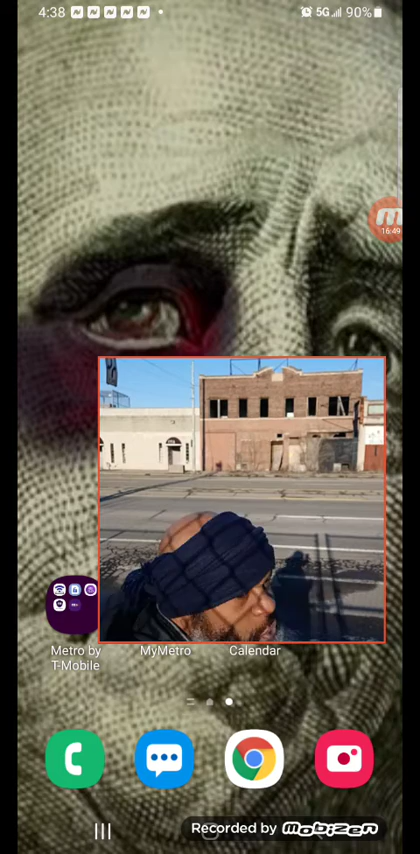 4:38
5G 90%
16:49
Metro by
T-Mobile
MyMetro
Calendar
Recorded by mobizen